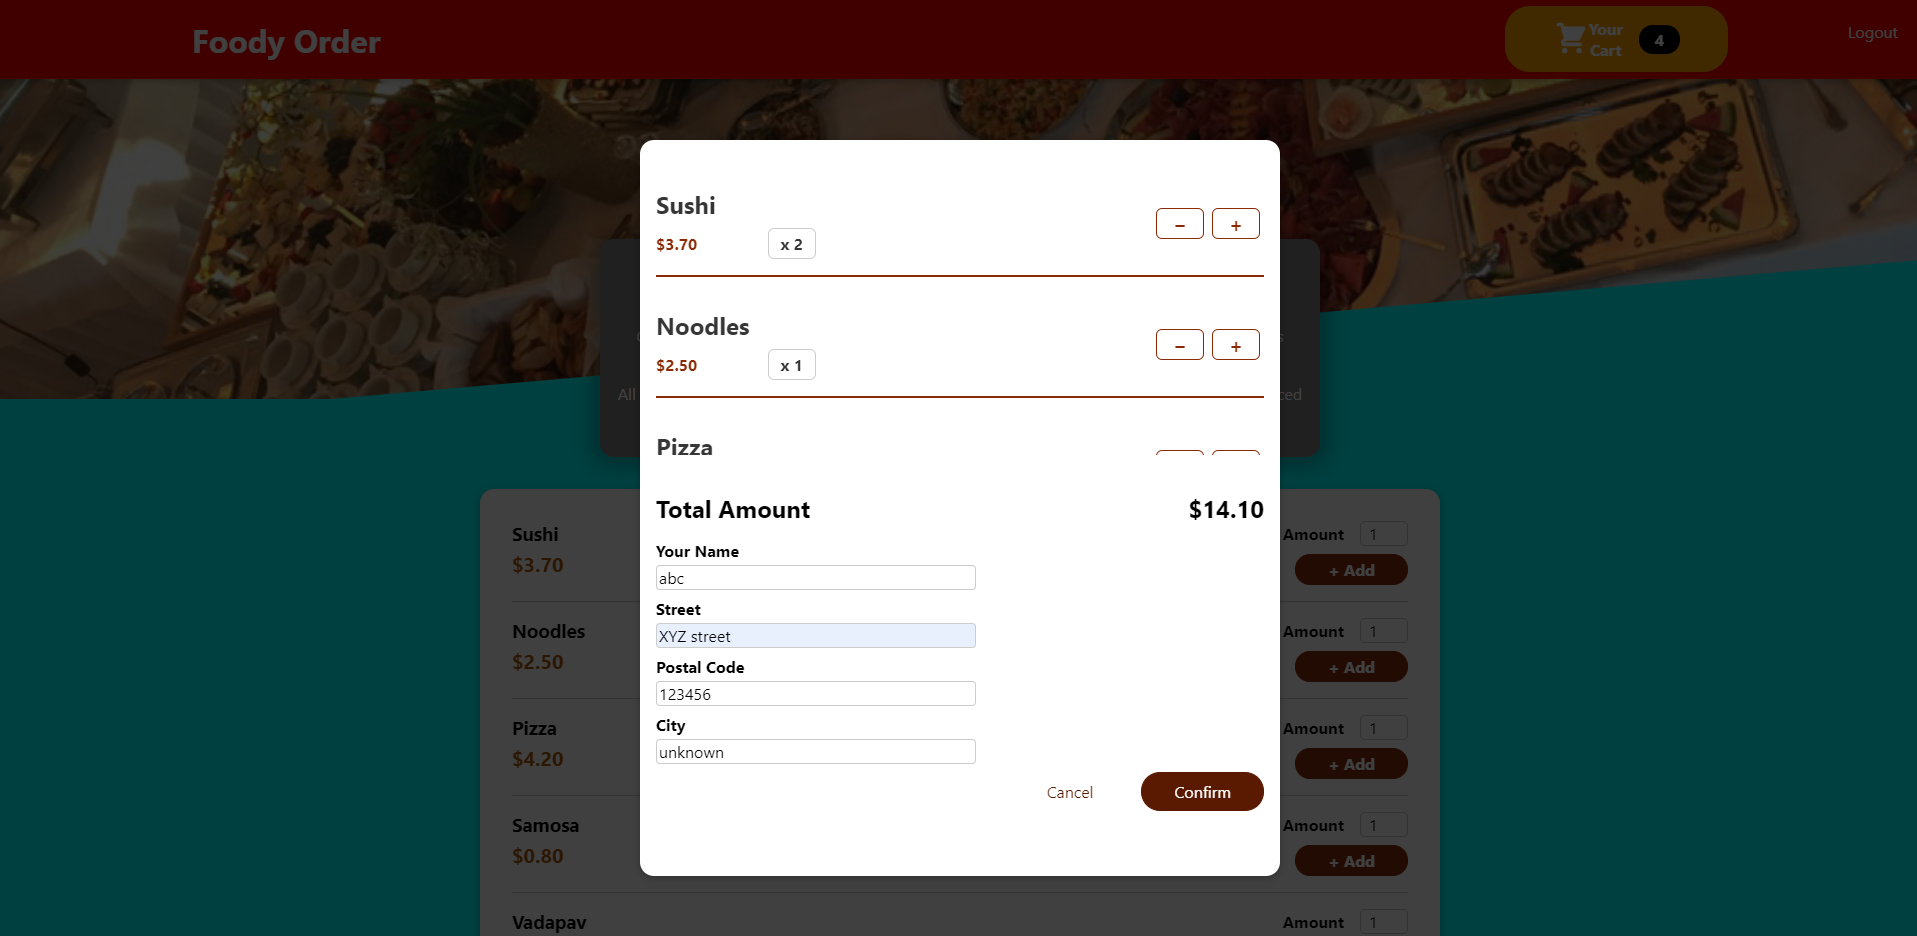 Foody Order
Your
Cart
4
Logout
Sushi
$3.70
x 2
−
+
Noodles
$2.50
x 1
−
+
Pizza
Total Amount
$14.10
Your Name
abc
Street
XYZ street
Postal Code
123456
City
unknown
Cancel
Confirm
All
Sushi
$3.70
Amount
1
+ Add
Noodles
$2.50
Amount
1
+ Add
Pizza
$4.20
Amount
1
+ Add
Samosa
$0.80
Amount
1
+ Add
Vadapav
Amount
1